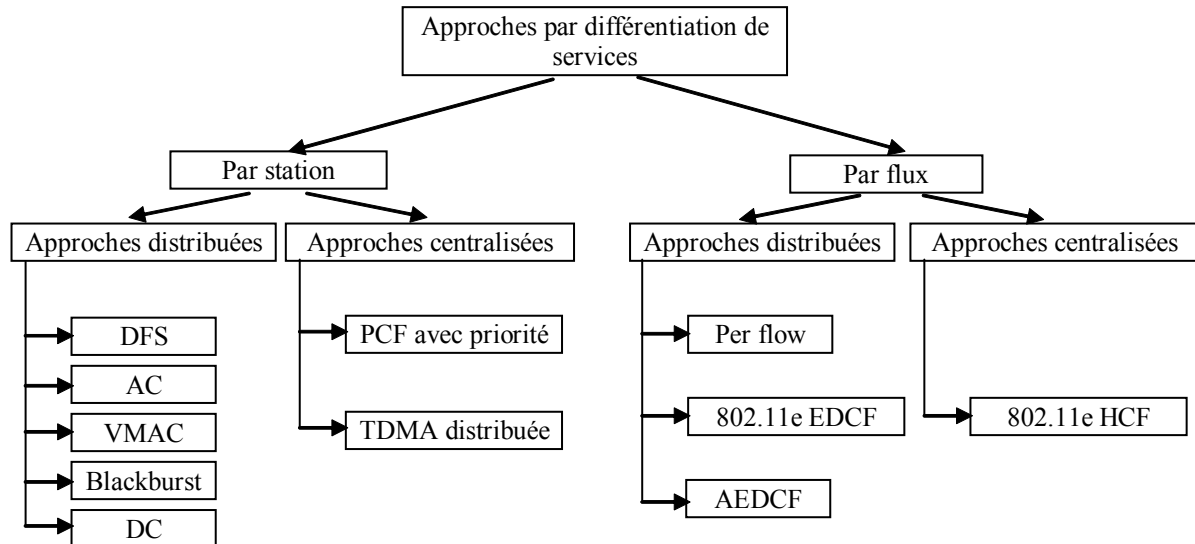 Approches par différentiation de
services
Par station
Par flux
Approches distribuées
Approches centralisées
Approches distribuées
Approches centralisées
DFS
AC
VMAC
Blackburst
DC
PCF avec priorité
TDMA distribuée
Per flow
802.11e EDCF
AEDCF
802.11e HCF